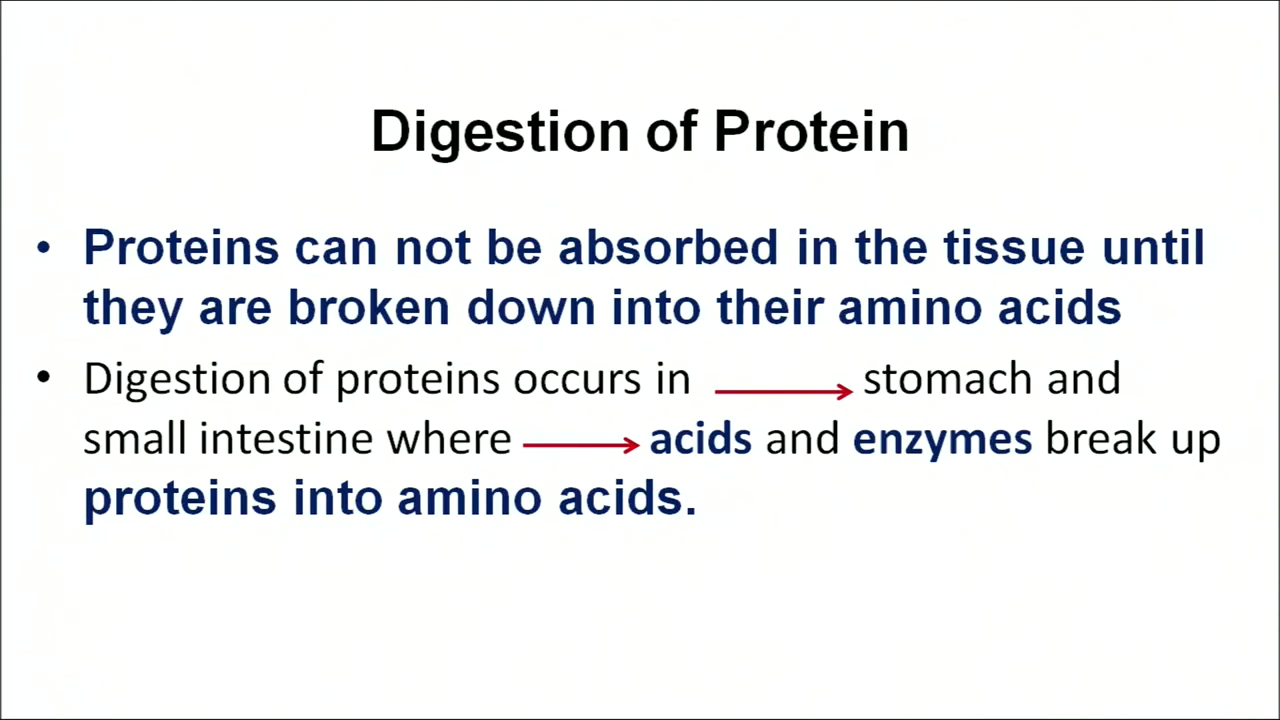 Digestion of Protein
• Proteins can not be absorbed in the tissue until
they are broken down into their amino acids
• Digestion of proteins occurs in → stomach and
small intestine where → acids and enzymes break up
proteins into amino acids.